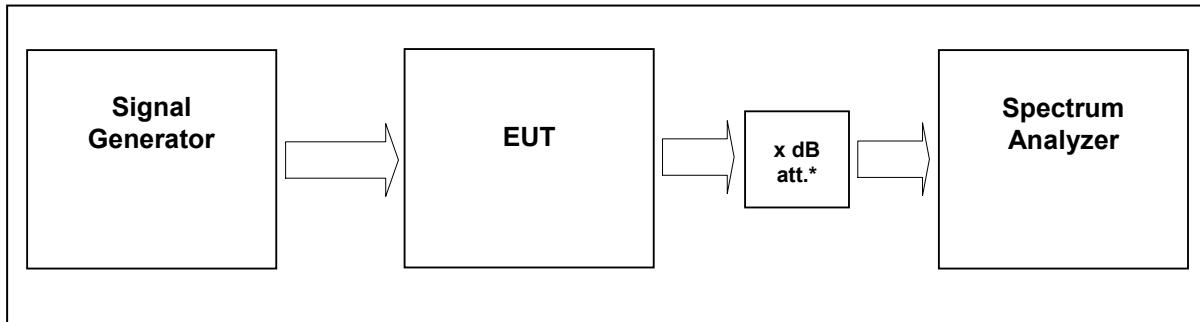 Signal
Generator
EUT
x dB
att.*
Spectrum
Analyzer